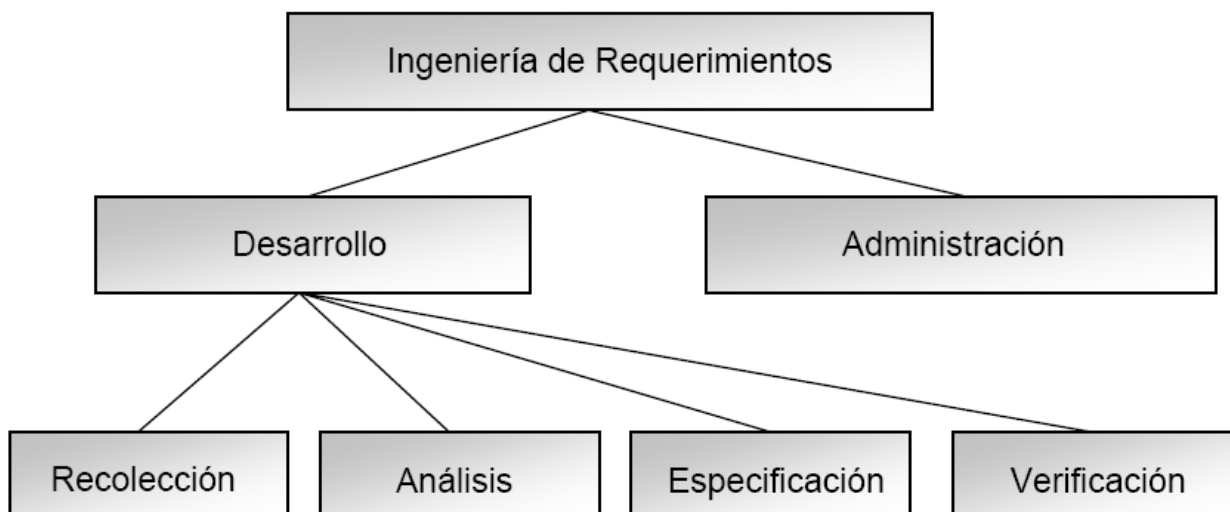 Ingeniería de Requerimientos
Desarrollo
Administración
Recolección
Análisis
Especificación
Verificación